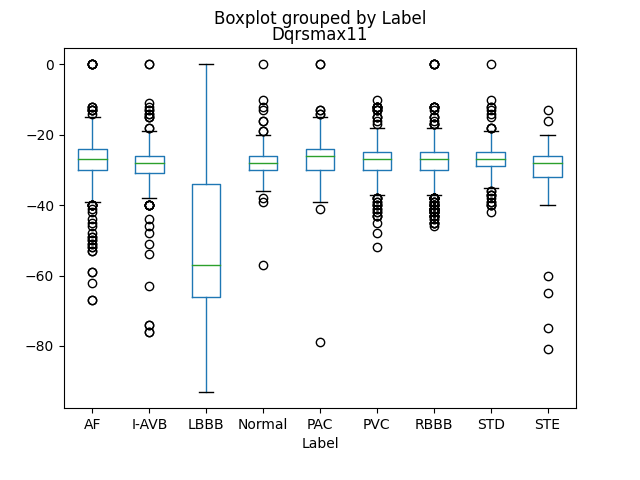 Boxplot grouped by Label
Dqrsmax11
0
−20
−40
−60
−80
AF I-AVB LBBB Normal PAC PVC RBBB STD STE
Label